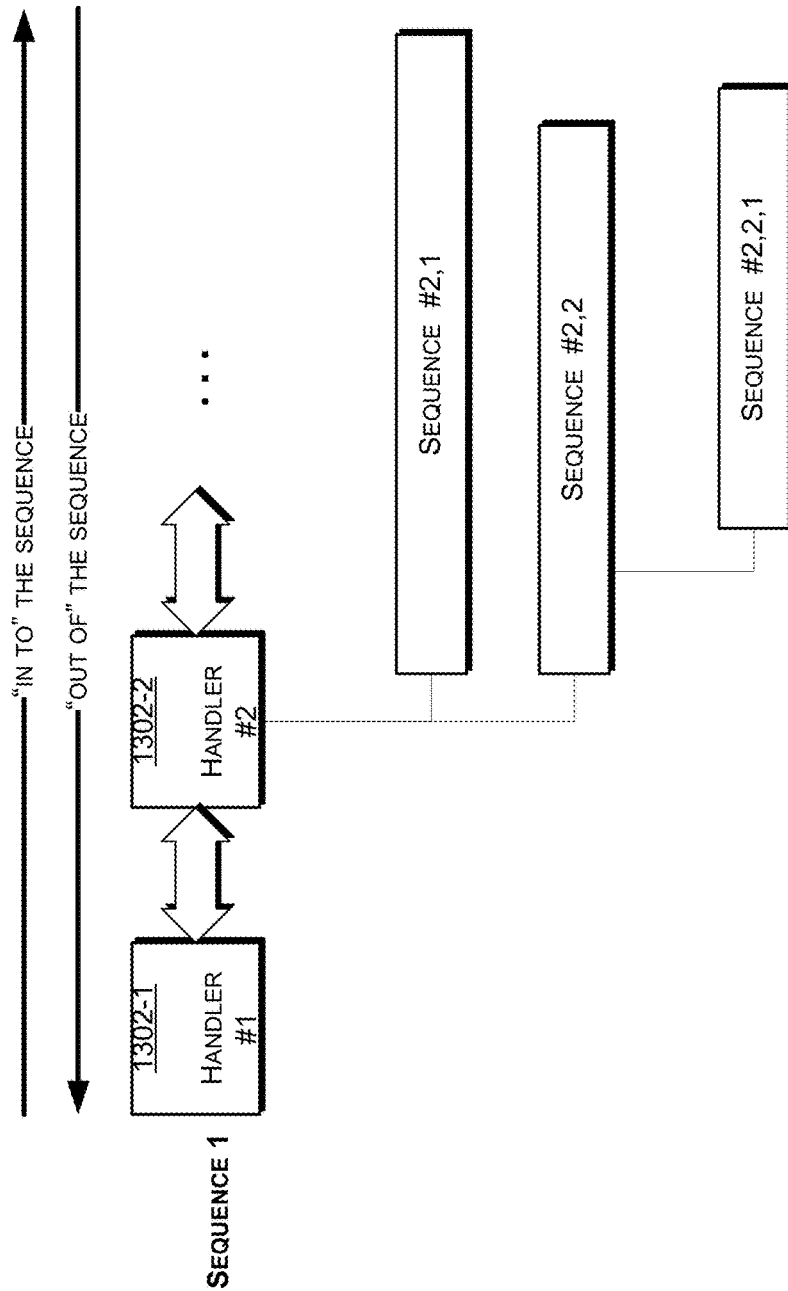 “IN TO” THE SEQUENCE
“OUT OF” THE SEQUENCE
SEQUENCE 1
1302-1
HANDLER
#1
1302-2
HANDLER
#2
...
SEQUENCE #2,1
SEQUENCE #2,2
SEQUENCE #2,2,1